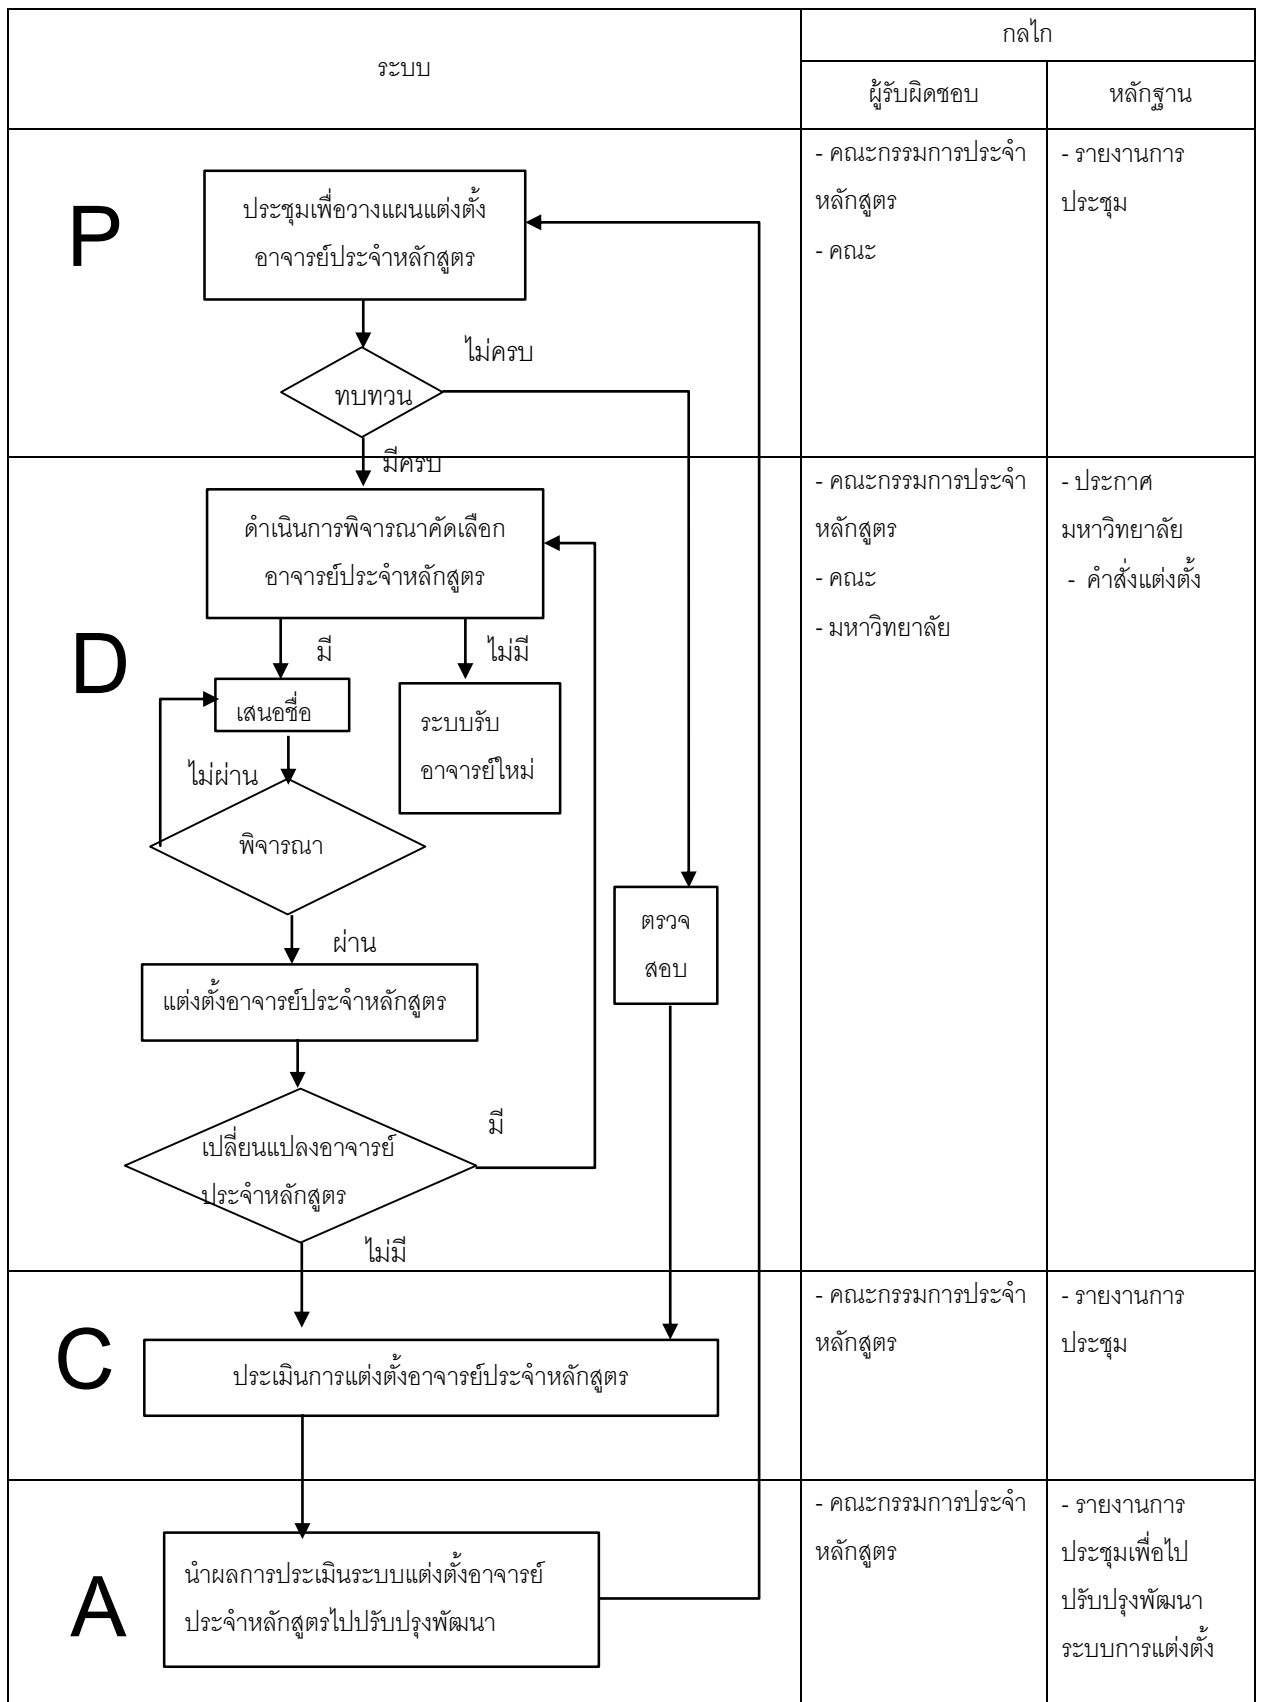 ระบบ
กลไก
ผู้รับผิดชอบ
หลักฐาน
P
ประชุมเพื่อวางแผนแต่งตั้ง
อาจารย์ประจำหลักสูตร
ไม่ครบ
ทบทวน
มีครบ
- คณะกรรมการประจำ
หลักสูตร
- คณะ
- รายงานการ
ประชุม
D
ดำเนินการพิจารณาคัดเลือก
อาจารย์ประจำหลักสูตร
มี
ไม่มี
เสนอชื่อ
ระบบรับ
อาจารย์ใหม่
ไม่ผ่าน
พิจารณา
ตรวจ
สอบ
ผ่าน
แต่งตั้งอาจารย์ประจำหลักสูตร
มี
เปลี่ยนแปลงอาจารย์
ประจำหลักสูตร
ไม่มี
- คณะกรรมการประจำ
หลักสูตร
- คณะ
- มหาวิทยาลัย
- ประกาศ
มหาวิทยาลัย
- คำสั่งแต่งตั้ง
C
ประเมินการแต่งตั้งอาจารย์ประจำหลักสูตร
- คณะกรรมการประจำ
หลักสูตร
- รายงานการ
ประชุม
A
นำผลการประเมินระบบแต่งตั้งอาจารย์
ประจำหลักสูตรไปปรับปรุงพัฒนา
- คณะกรรมการประจำ
หลักสูตร
- รายงานการ
ประชุมเพื่อไป
ปรับปรุงพัฒนา
ระบบการแต่งตั้ง